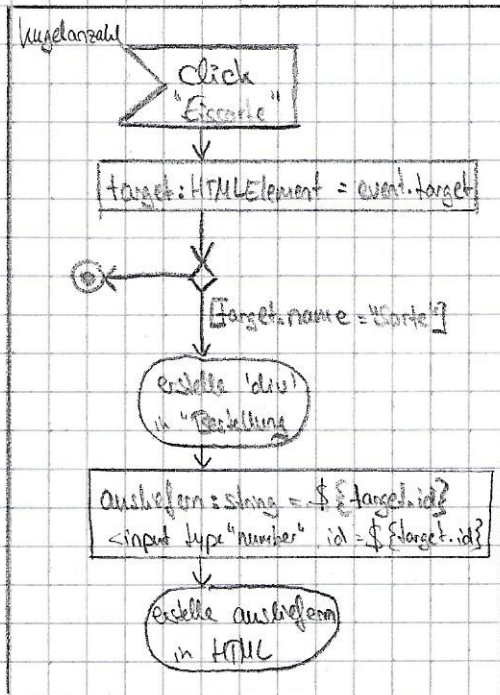 kugelanzahl
click
"Eissorte"
target:HTMLElement = event.target
[target.name = "Sorte"]
erstelle 'div'
in "Bestellung
ausliefern: string = ${target.id}
<input type"number" id=${target.id}
erstelle ausliefern
in HTML